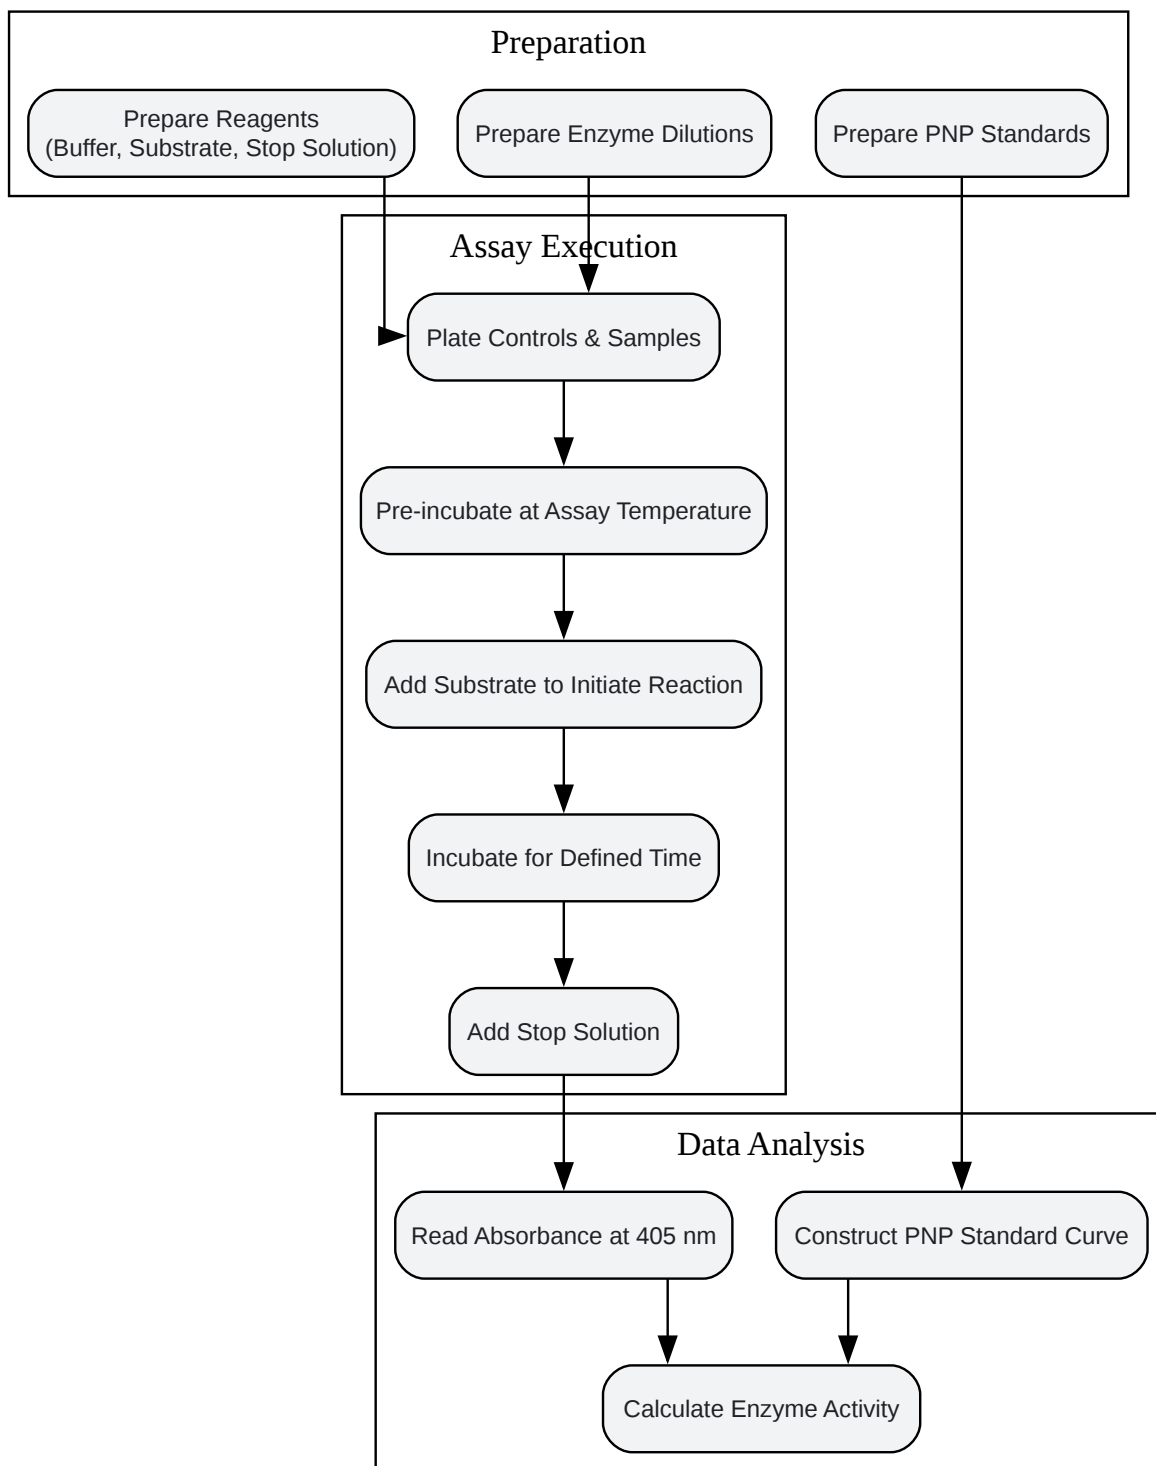 Preparation
Prepare Reagents
(Buffer, Substrate, Stop Solution)
Prepare Enzyme Dilutions
Prepare PNP Standards
Assay Execution
Plate Controls & Samples
Pre-incubate at Assay Temperature
Add Substrate to Initiate Reaction
Incubate for Defined Time
Add Stop Solution
Data Analysis
Read Absorbance at 405 nm
Construct PNP Standard Curve
Calculate Enzyme Activity